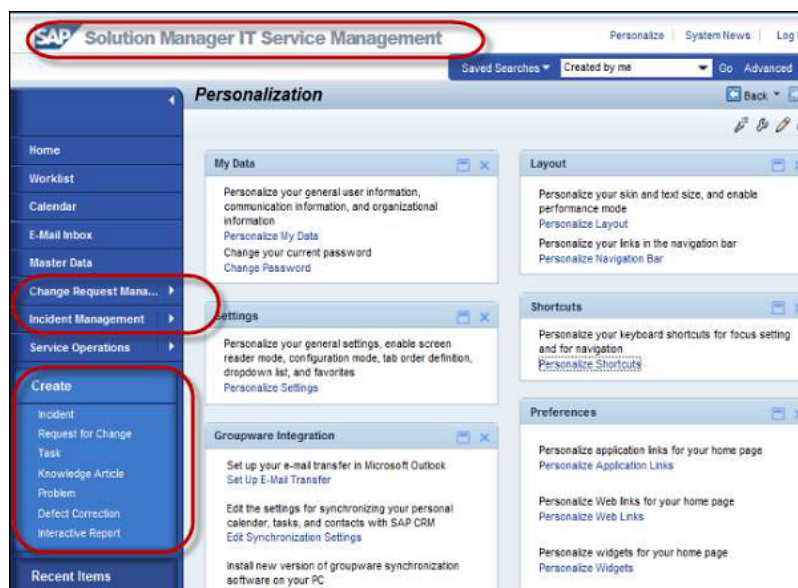 SAP Solution Manager IT Service Management
Personalize System News Log
Saved Searches Created by me Go Advanced
Personalization
Back
Home
Worklist
Calendar
E-Mail Inbox
Master Data
Change Request Mana...
Incident Management
Service Operations
Create
Incident
Request for Change
Task
Knowledge Article
Problem
Defect Correction
Interactive Report
Recent Items
My Data
Personalize your general user information,
communication information, and organizational
information
Personalize My Data
Change your current password
Change Password
Settings
Personalize your general settings, enable screen
reader mode, configuration mode, tab order definition,
dropdown list, and favorites
Personalize Settings
Groupware Integration
Set up your e-mail transfer in Microsoft Outlook
Set Up E-Mail Transfer
Edit the settings for synchronizing your personal
calender, tasks, and contacts with SAP CRM
Edit Synchronization Settings
Install new version of groupware synchronization
software on your PC
Layout
Personalize your skin and text size, and enable
performance mode
Personalize Layout
Personalize your links in the navigation bar
Personalize Navigation Bar
Shortcuts
Personalize your keyboard shortcuts for focus setting
and for navigation
Personalize Shortcuts
Preferences
Personalize application links for your home page
Personalize Application Links
Personalize Web links for your home page
Personalize Web Links
Personalize widgets for your home page
Personalize Widgets